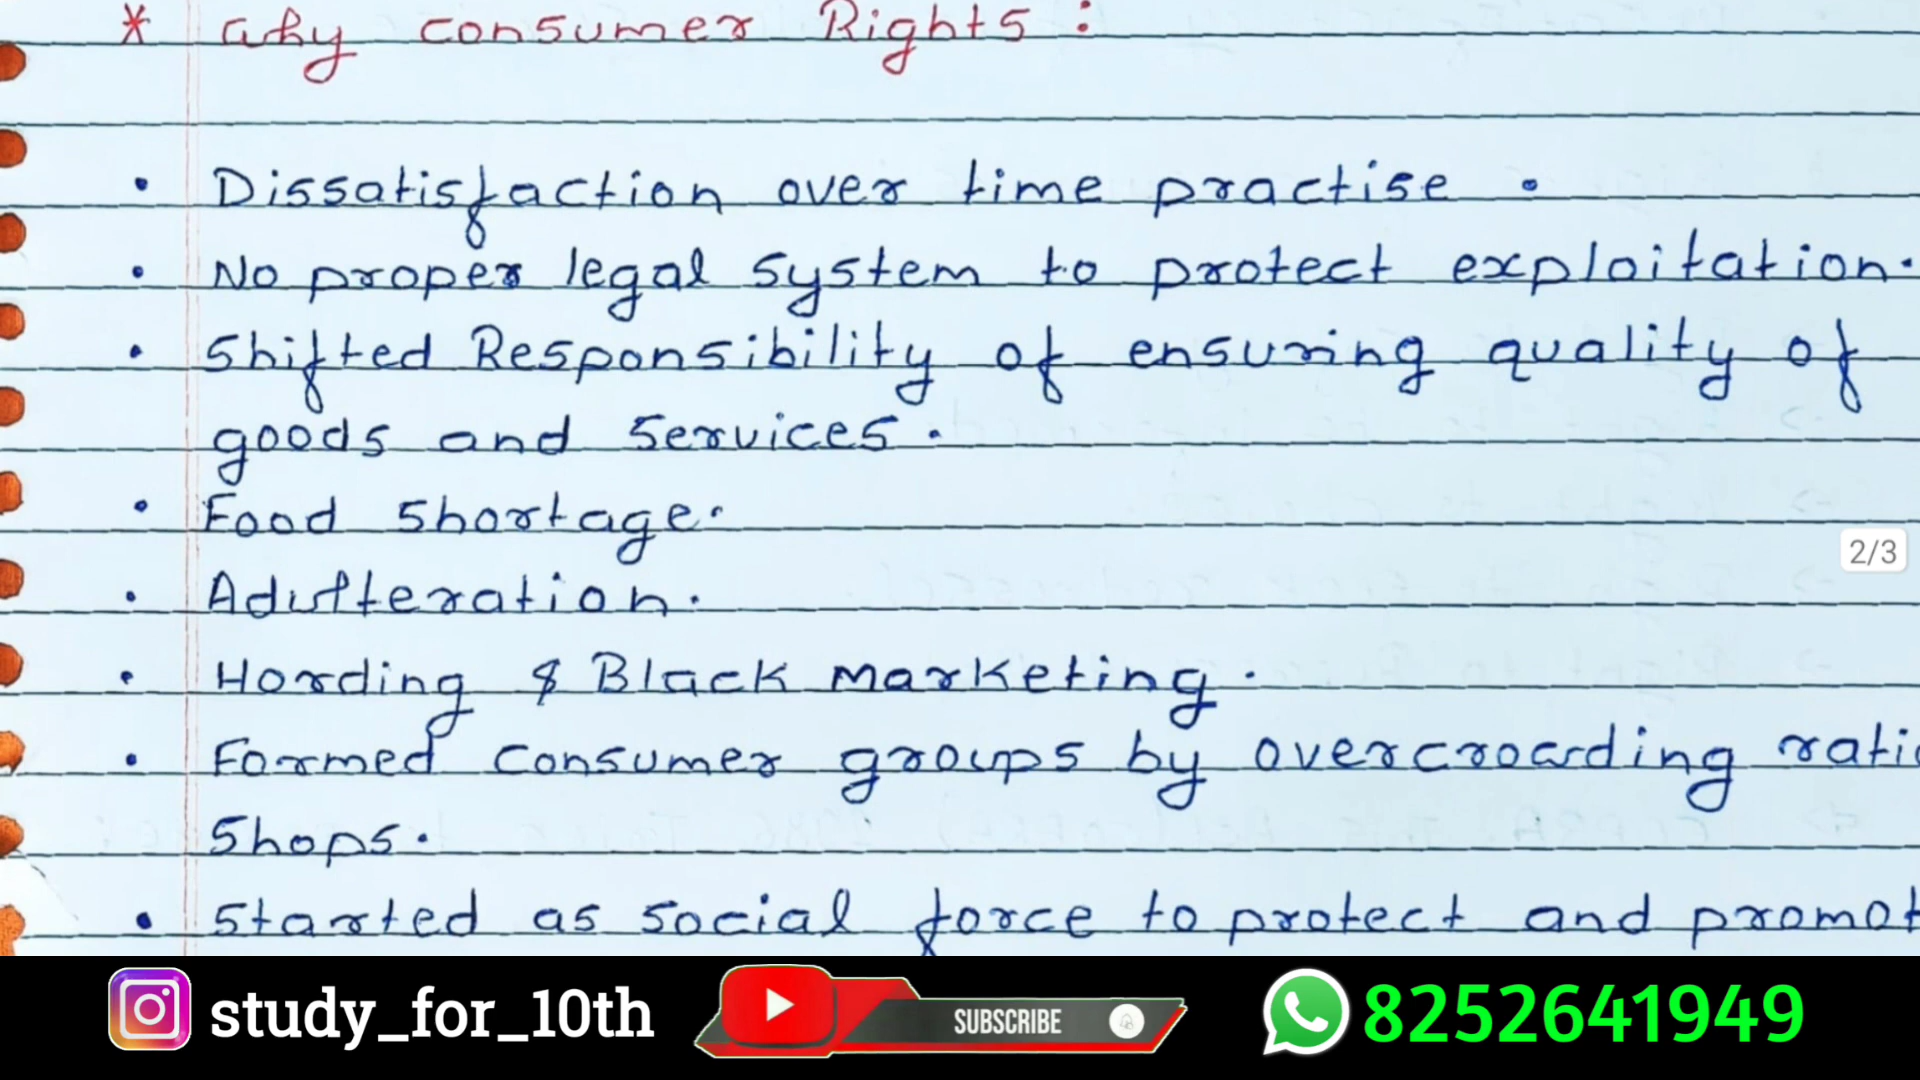 * Why Consumer Rights :
• Dissatisfaction over time practise .
• No proper legal system to protect exploitation.
• Shifted Responsibility of ensuring quality of
goods and services.
• Food Shortage.
2/3
• Adulteration.
• Hording & Black Marketing.
• Formed consumer groups by overcrowding ratio
Shops.
• Started as social force to protect and promot
study_for_10th
SUBSCRIBE
8252641949